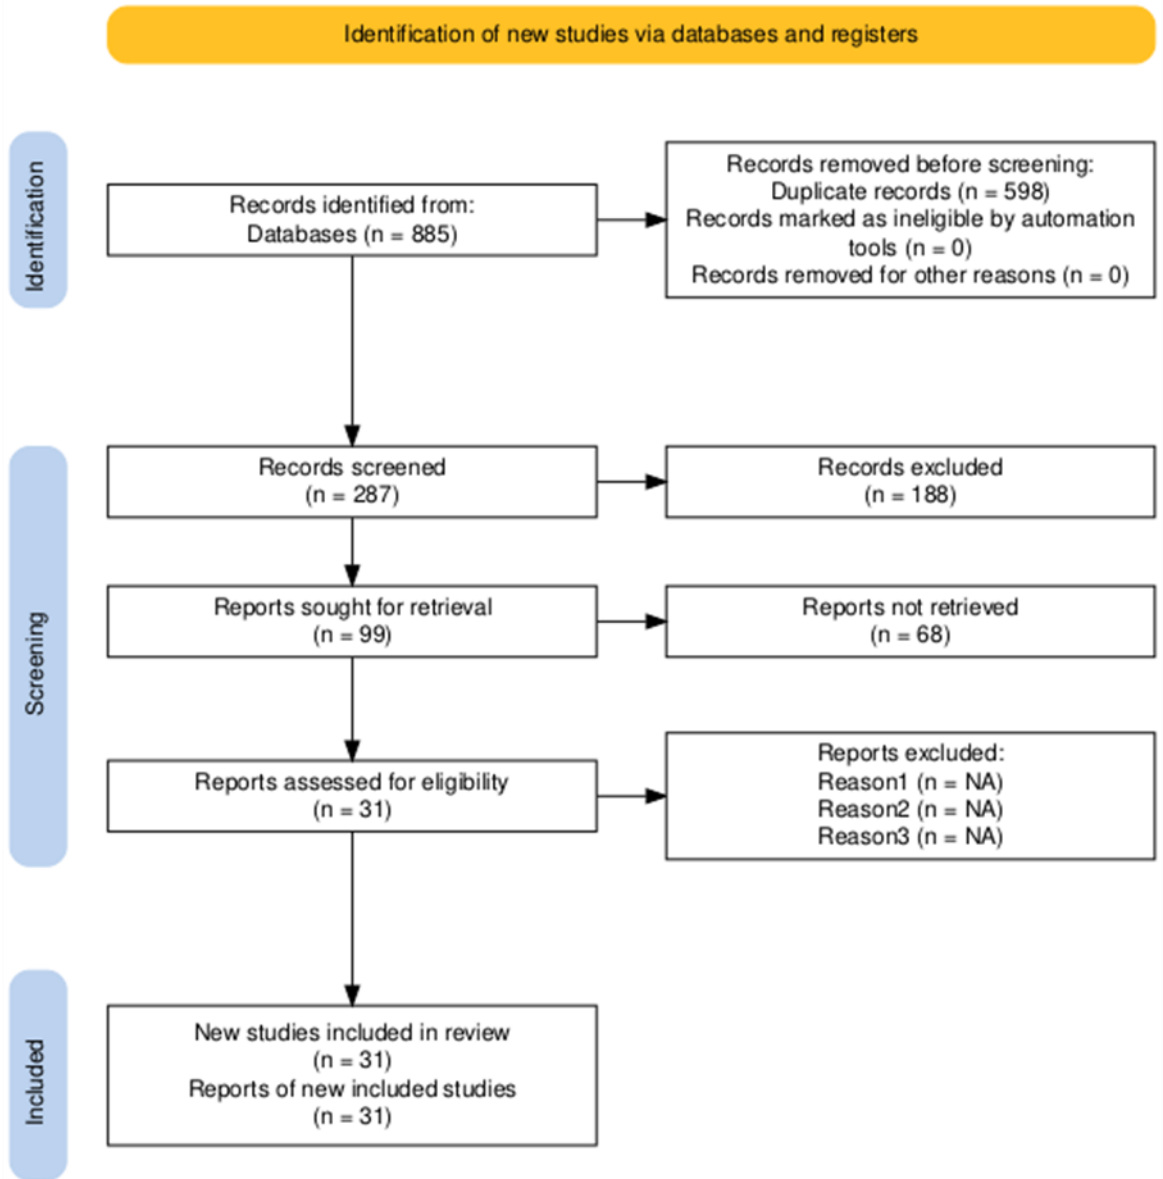 Identification of new studies via databases and registers
Identification
Records identified from:
Databases (n = 885)
Records removed before screening:
Duplicate records (n = 598)
Records marked as ineligible by automation
tools (n = 0)
Records removed for other reasons (n = 0)
Screening
Records screened
(n = 287)
Records excluded
(n = 188)
Reports sought for retrieval
(n = 99)
Reports not retrieved
(n = 68)
Reports assessed for eligibility
(n = 31)
Reports excluded:
Reason1 (n = NA)
Reason2 (n = NA)
Reason3 (n = NA)
Included
New studies included in review
(n = 31)
Reports of new included studies
(n = 31)